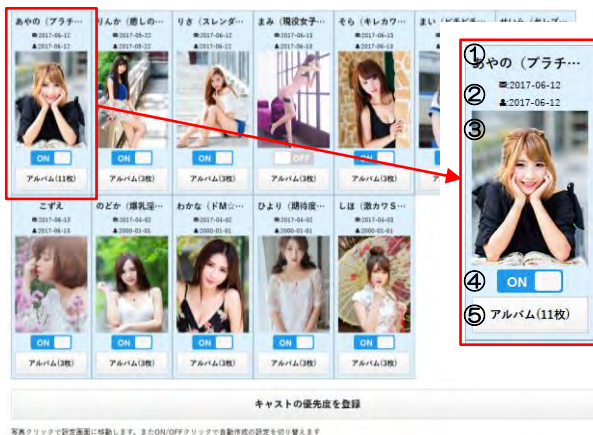 あやの（プラチ…
りんか（癒しの…
りさ（スレンダ…
まみ（現役女子…
そら（キレカワ…
✉:2017-06-12
👤:2017-06-12
✉:2017-06-12
👤:2017-06-12
✉:2017-06-13
👤:2017-06-13
ON
ON
ON
OFF
ON
アルバム(11枚)
アルバム(3枚)
アルバム(3枚)
アルバム(3枚)
アルバム(3枚)
こずえ
のどか（爆乳淫…
わかな（ドM☆…
ひより（期待度…
しほ（激カワS…
✉:2017-06-13
👤:2017-06-13
✉:2017-04-02
👤:2000-01-01
✉:2017-04-02
👤:2000-01-01
✉:2017-04-02
👤:2000-01-01
✉:2017-04-03
👤:2000-01-01
ON
ON
ON
ON
ON
アルバム(3枚)
アルバム(3枚)
アルバム(3枚)
アルバム(3枚)
アルバム(3枚)
キャストの優先度を登録
写真クリックで設定画面に移動します。またON/OFFクリックで自動作成の設定を切り替えます
①
あやの（プラチ…
✉:2017-06-12
②
👤:2017-06-12
③
④ ON
⑤ アルバム(11枚)